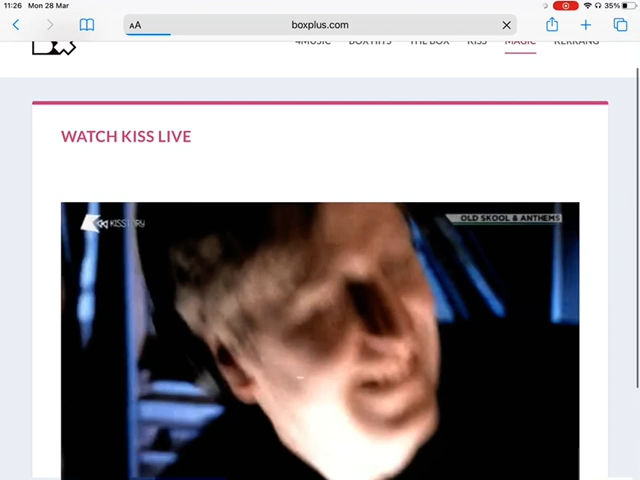 11:26 Mon 28 Mar
35%
AA
boxplus.com
4MUSIC BOX HITS THE BOX KISS MAGIC KERRANG
WATCH KISS LIVE
KISSTORY
OLD SKOOL & ANTHEMS